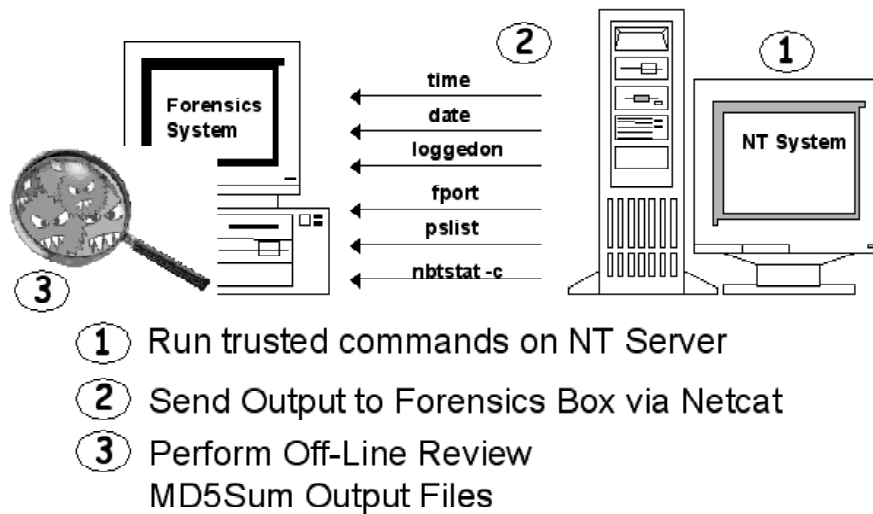 2
1
time
Forensics
System
date
NT System
loggedon
fport
pslist
nbtstat -c
3
1 Run trusted commands on NT Server
2 Send Output to Forensics Box via Netcat
3 Perform Off-Line Review
MD5Sum Output Files